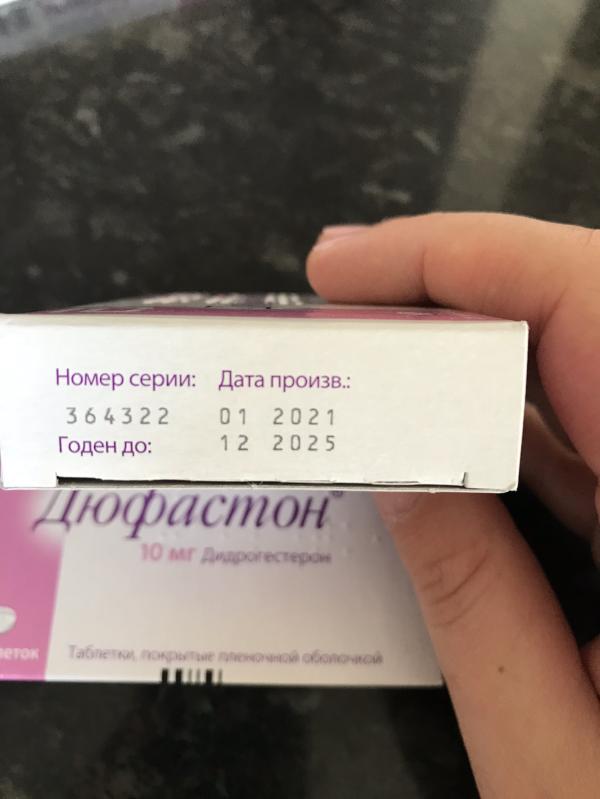 Номер серии: Дата произв.:
364322 01 2021
Годен до: 12 2025
Дюфастон®
10 мг Дидрогестерон
леток
Таблетки, покрытые пленочной оболочкой